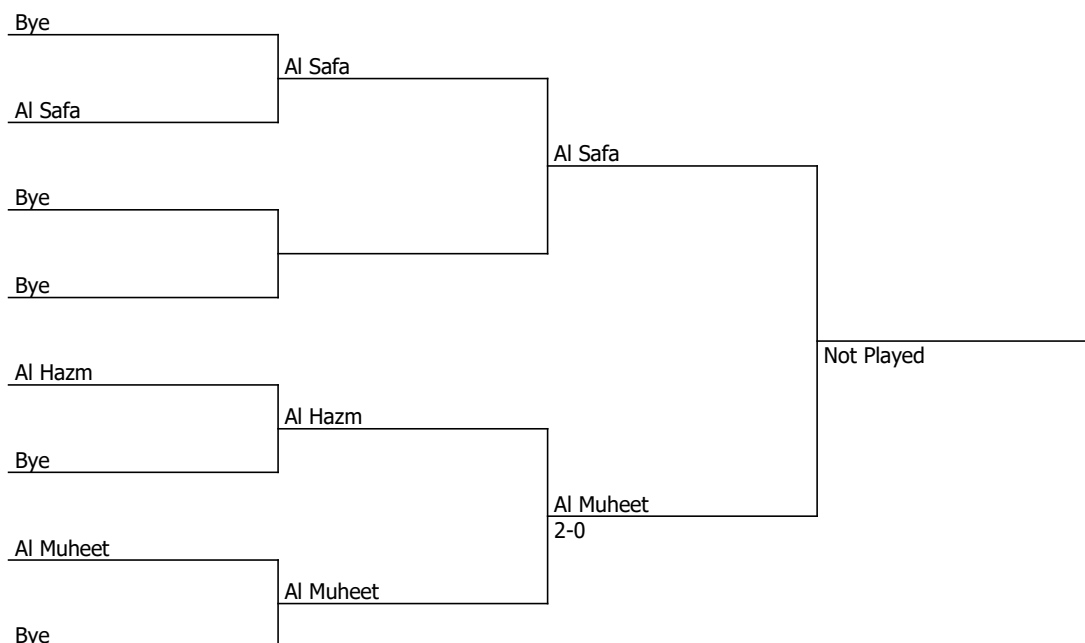 Bye
Al Safa
Al Safa
Al Safa
Bye
Bye
Al Hazm
Not Played
Al Hazm
Bye
Al Muheet
2-0
Al Muheet
Al Muheet
Bye